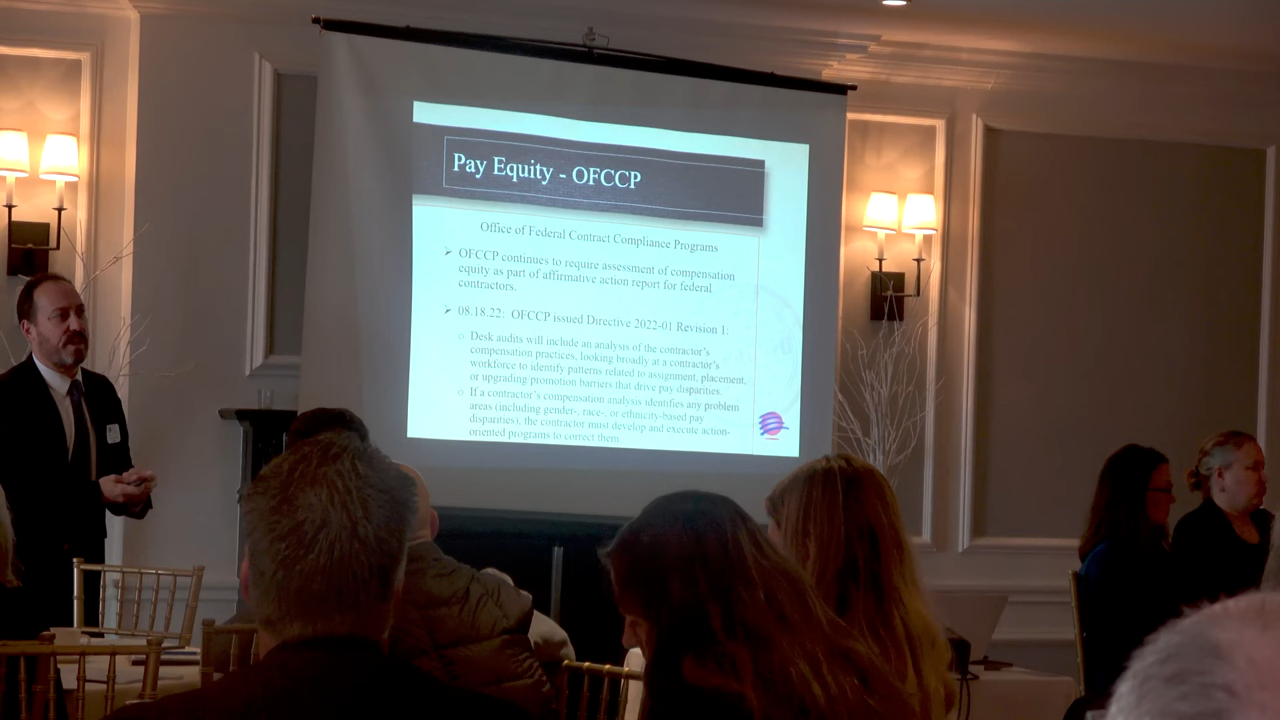 Pay Equity - OFCCP
Office of Federal Contract Compliance Programs
OFCCP continues to require assessment of compensation
equity as part of affirmative action report for federal
contractors.
08.18.22: OFCCP issued Directive 2022-01 Revision 1:
Desk audits will include an analysis of the contractor's
compensation practices, looking broadly at a contractor's
workforce to identify patterns related to assignment, placement,
or upgrading/promotion barriers that drive pay disparities.
If a contractor's compensation analysis identifies any problem
areas (including gender-, race-, or ethnicity-based pay
disparities), the contractor must develop and execute action-
oriented programs to correct them.